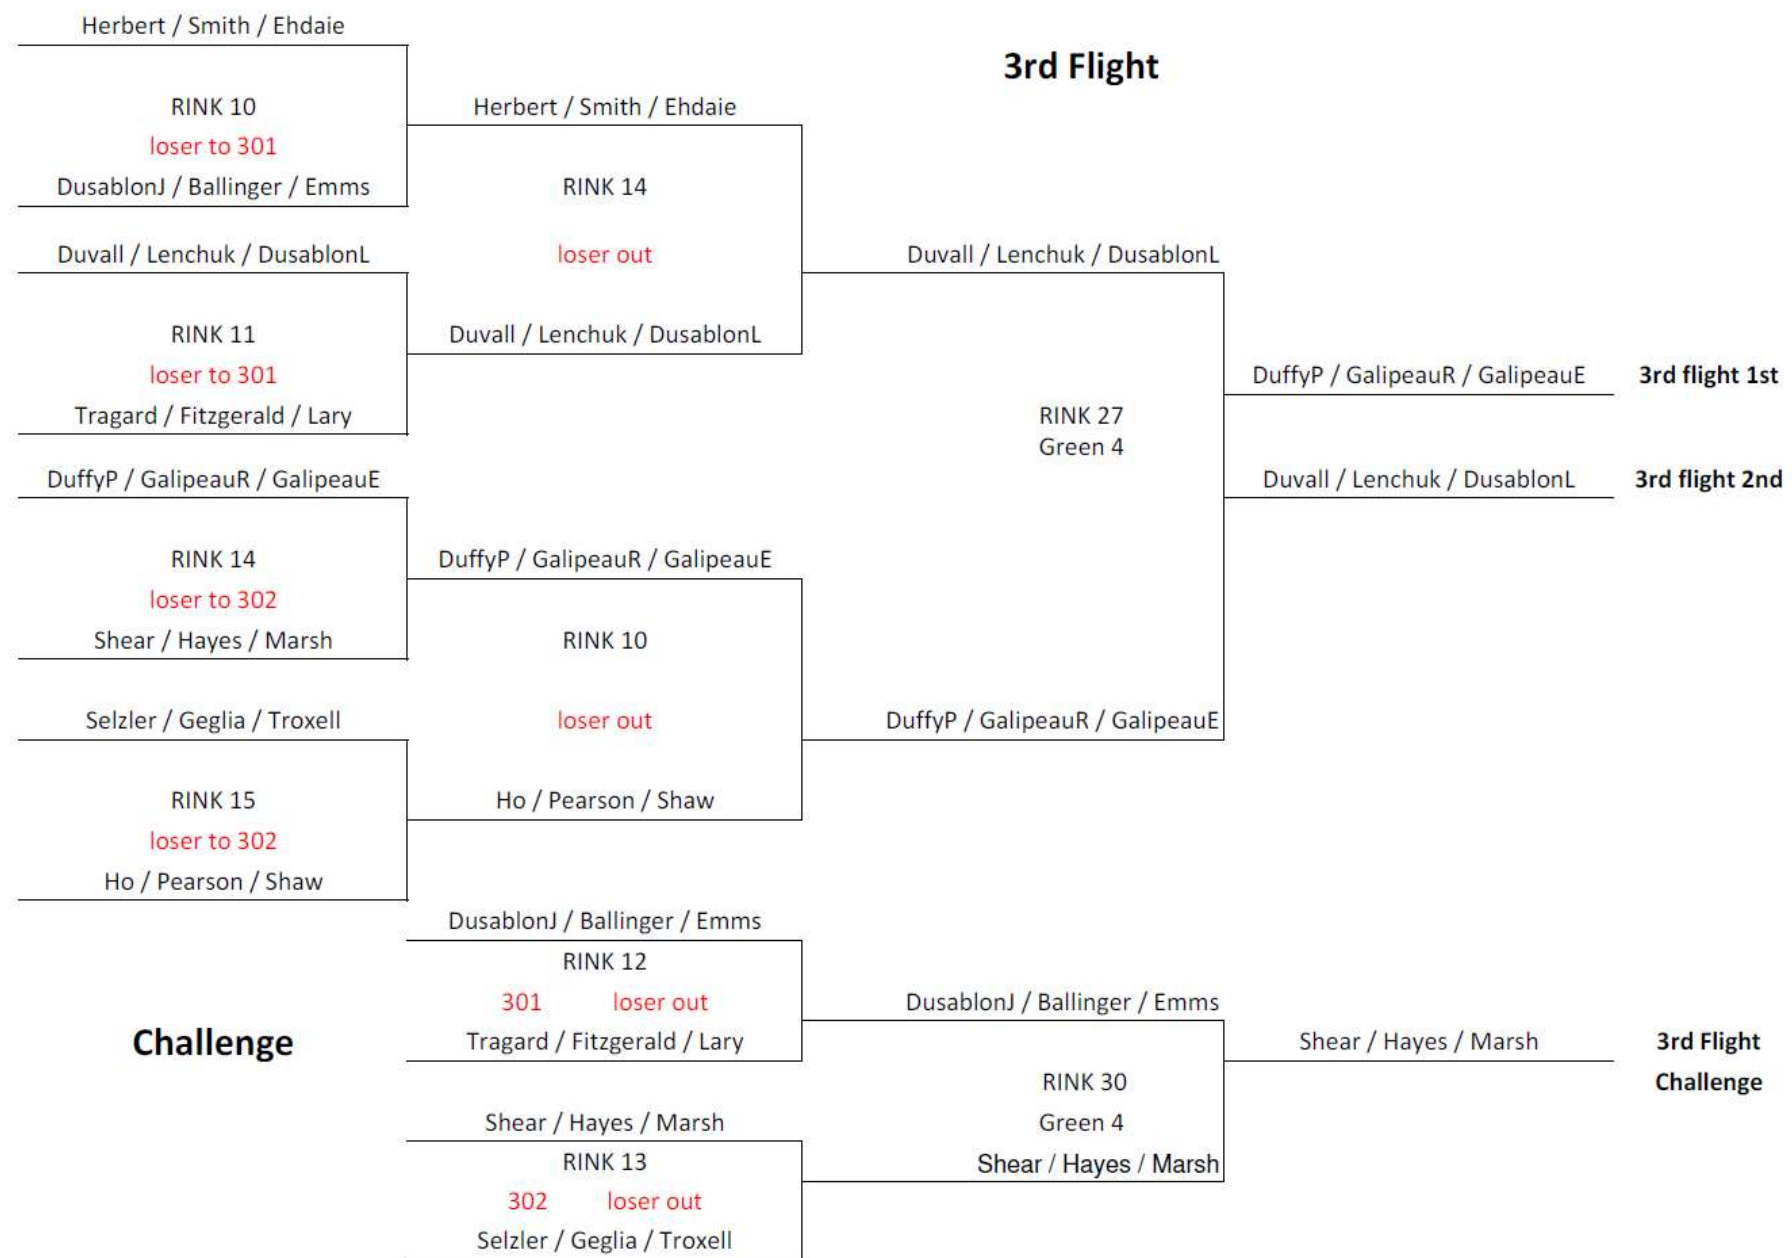 Herbert / Smith / Ehdaie
3rd Flight
RINK 10
Herbert / Smith / Ehdaie
loser to 301
DusablonJ / Ballinger / Emms
RINK 14
Duvall / Lenchuk / DusablonL
loser out
Duvall / Lenchuk / DusablonL
RINK 11
Duvall / Lenchuk / DusablonL
loser to 301
DuffyP / GalipeauR / GalipeauE
3rd flight 1st
Tragard / Fitzgerald / Lary
RINK 27
Green 4
DuffyP / GalipeauR / GalipeauE
Duvall / Lenchuk / DusablonL
3rd flight 2nd
RINK 14
DuffyP / GalipeauR / GalipeauE
loser to 302
Shear / Hayes / Marsh
RINK 10
Selzler / Geglia / Troxell
loser out
DuffyP / GalipeauR / GalipeauE
RINK 15
Ho / Pearson / Shaw
loser to 302
Ho / Pearson / Shaw
DusablonJ / Ballinger / Emms
RINK 12
301 loser out
DusablonJ / Ballinger / Emms
Challenge
Tragard / Fitzgerald / Lary
Shear / Hayes / Marsh
3rd Flight
Challenge
RINK 30
Shear / Hayes / Marsh
Green 4
RINK 13
Shear / Hayes / Marsh
302 loser out
Selzler / Geglia / Troxell